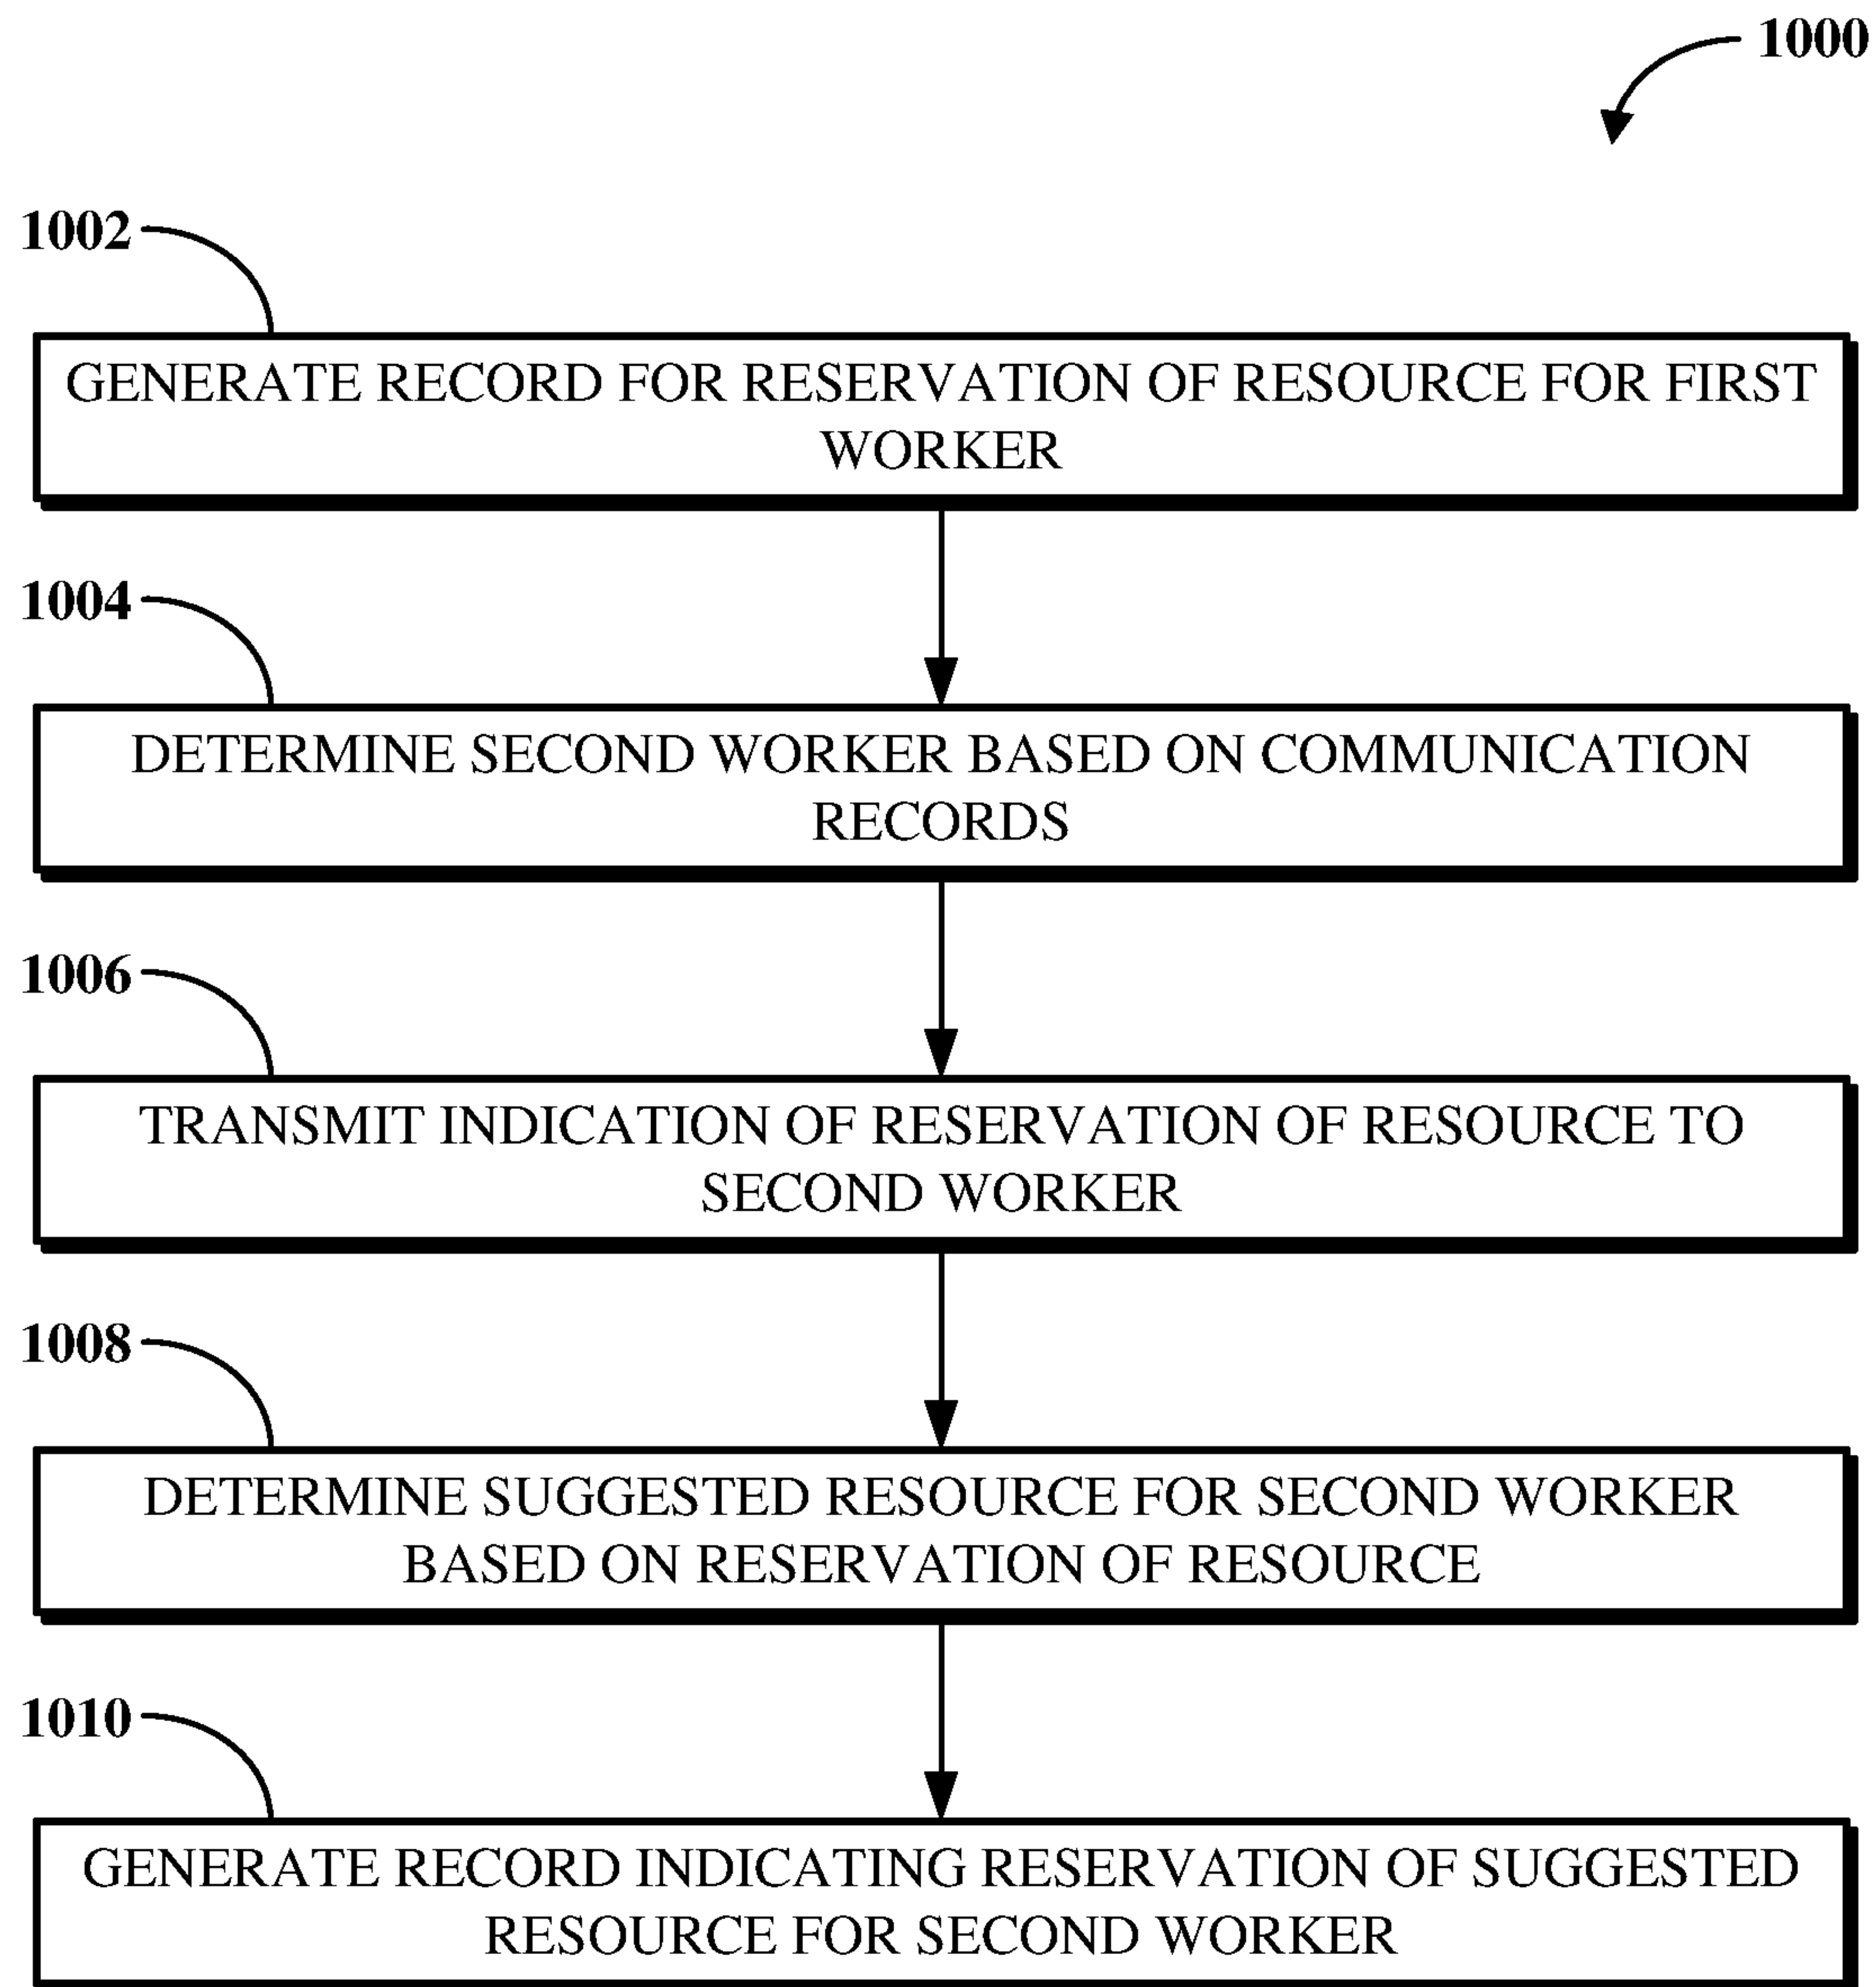 1000
1002
GENERATE RECORD FOR RESERVATION OF RESOURCE FOR FIRST
WORKER
1004
DETERMINE SECOND WORKER BASED ON COMMUNICATION
RECORDS
1006
TRANSMIT INDICATION OF RESERVATION OF RESOURCE TO
SECOND WORKER
1008
DETERMINE SUGGESTED RESOURCE FOR SECOND WORKER
BASED ON RESERVATION OF RESOURCE
1010
GENERATE RECORD INDICATING RESERVATION OF SUGGESTED
RESOURCE FOR SECOND WORKER